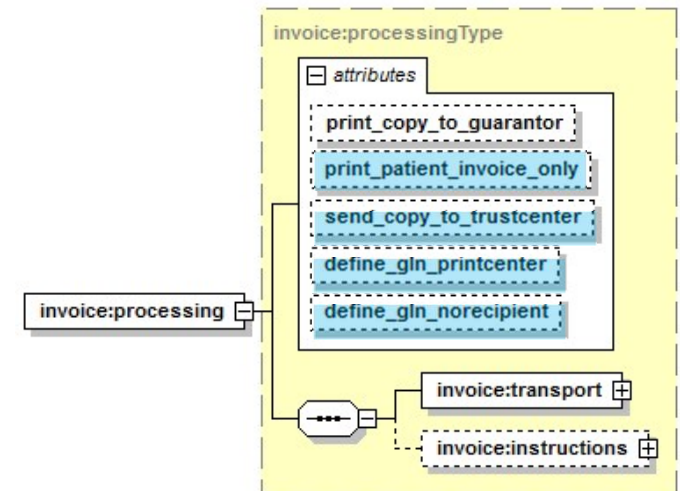 invoice:processingType
attributes
print_copy_to_guarantor
print_patient_invoice_only
send_copy_to_trustcenter
define_gln_printcenter
define_gln_norecipient
invoice:processing
invoice:transport
invoice:instructions